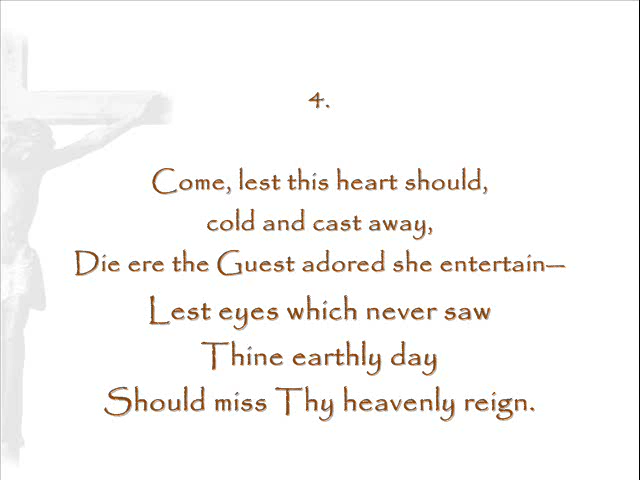 4.
Come, lest this heart should,
cold and cast away,
Die ere the Guest adored she entertain—
Lest eyes which never saw
Thine earthly day
Should miss Thy heavenly reign.